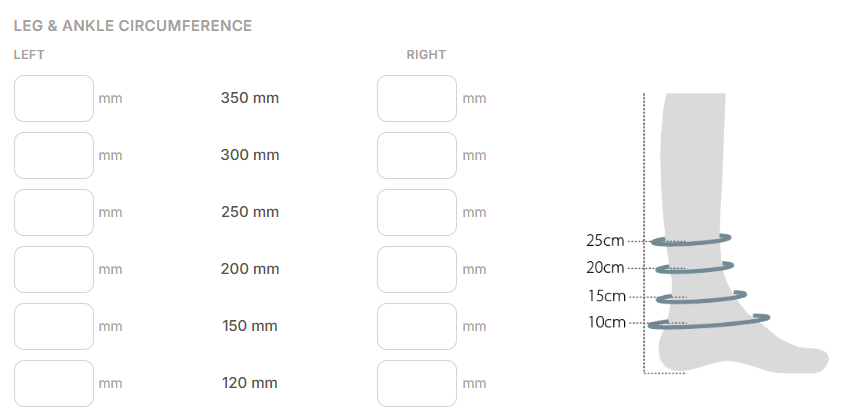 LEG & ANKLE CIRCUMFERENCE
LEFT RIGHT
mm 350 mm mm
mm 300 mm mm
mm 250 mm mm
mm 200 mm mm
mm 150 mm mm
mm 120 mm mm
25cm
20cm
15cm
10cm